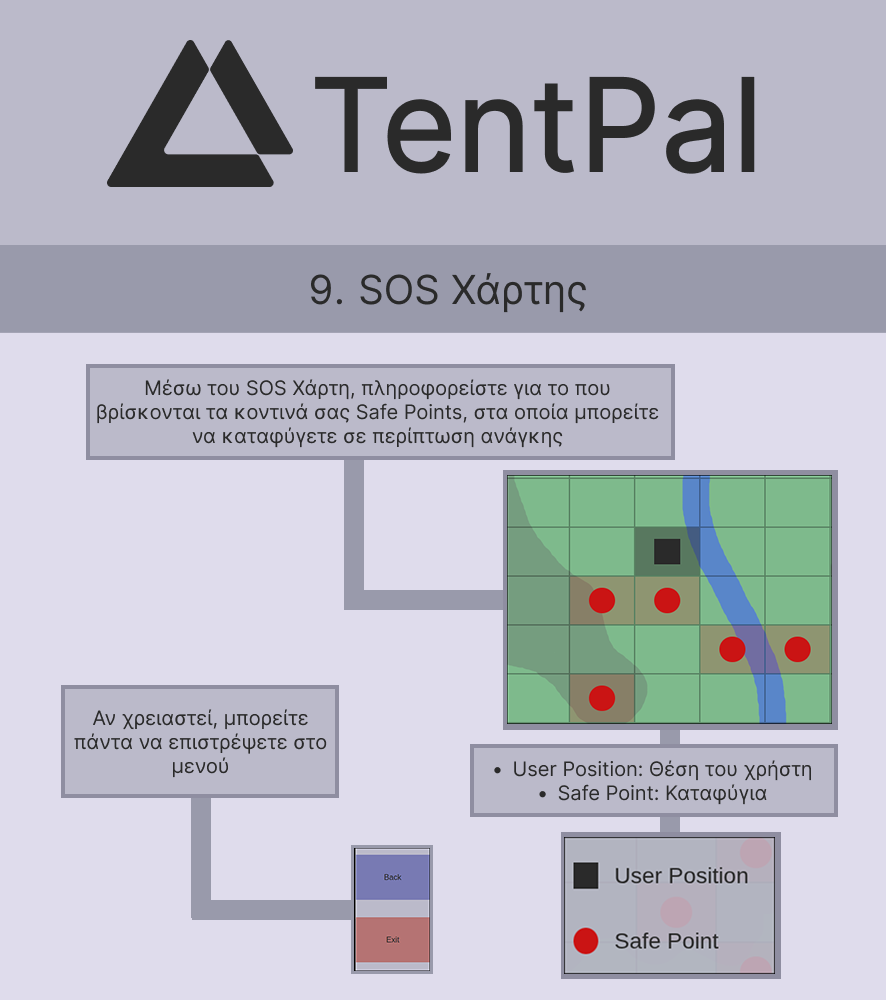 TentPal
9. SOS Χάρτης
Μέσω του SOS Χάρτη, πληροφορείστε για το που
βρίσκονται τα κοντινά σας Safe Points, στα οποία μπορείτε
να καταφύγετε σε περίπτωση ανάγκης
Αν χρειαστεί, μπορείτε
πάντα να επιστρέψετε στο
μενού
• User Position: Θέση του χρήστη
• Safe Point: Καταφύγια
User Position
Safe Point
Back
Exit